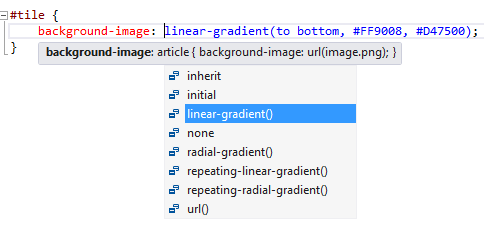 #tile {
background-image: linear-gradient(to bottom, #FF9008, #D47500);
}
background-image: article { background-image: url(image.png); }
inherit
initial
linear-gradient()
none
radial-gradient()
repeating-linear-gradient()
repeating-radial-gradient()
url()